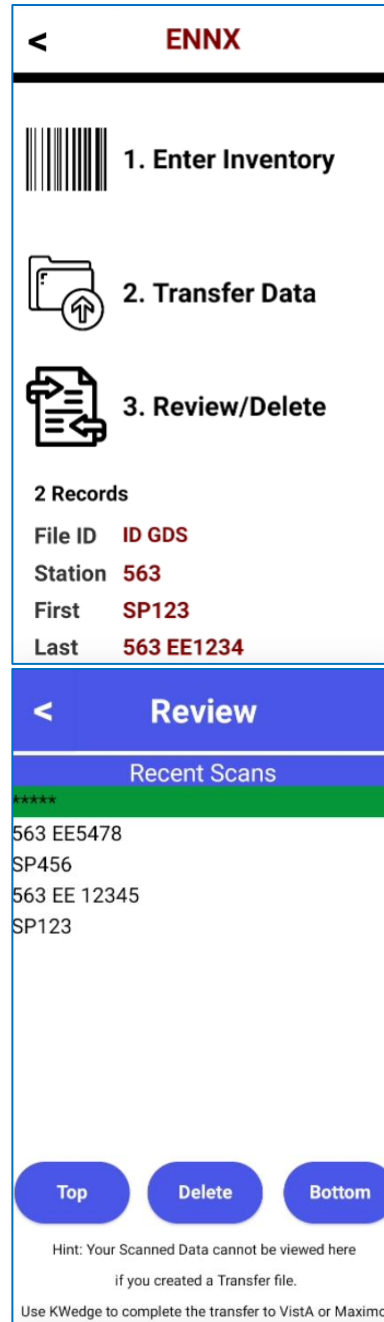 < ENNX
1. Enter Inventory
2. Transfer Data
3. Review/Delete
2 Records
File ID ID GDS
Station 563
First SP123
Last 563 EE1234
< Review
Recent Scans
*****
563 EE5478
SP456
563 EE 12345
SP123
Top Delete Bottom
Hint: Your Scanned Data cannot be viewed here
if you created a Transfer file.
Use KWedge to complete the transfer to VistA or Maximo